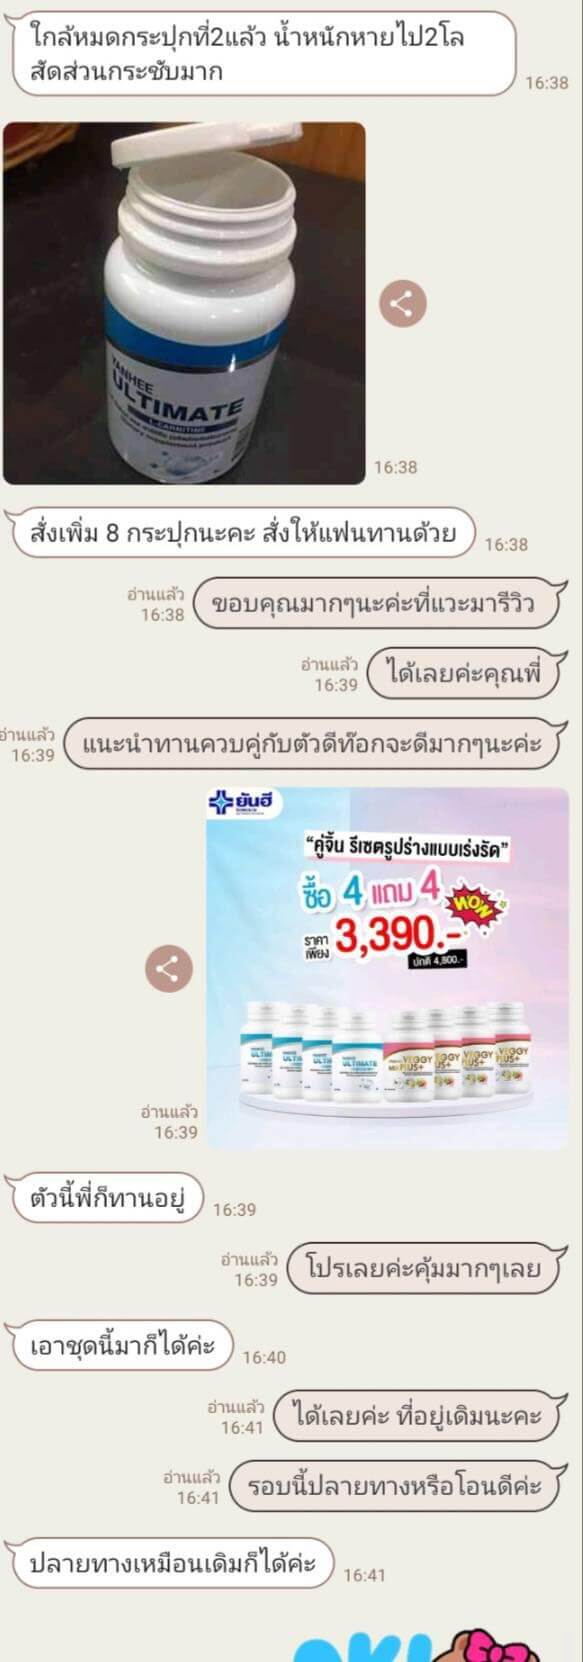 ใกล้หมดกระปุกที่2แล้ว น้ำหนักหายไป2โล
สัดส่วนกระชับมาก
16:38
YANHEE
ULTIMATE
L-CARNITINE
16:38
สั่งเพิ่ม 8 กระปุกนะคะ สั่งให้แฟนทานด้วย
16:38
อ่านแล้ว
16:38
ขอบคุณมากๆนะค่ะที่แวะมารีวิว
อ่านแล้ว
16:39
ได้เลยค่ะคุณพี่
อ่านแล้ว
16:39
แนะนำทานควบคู่กับตัวดีท๊อกจะดีมากๆนะค่ะ
ยันฮี
“คู่จิ้น รีเซตรูปร่างแบบเร่งรัด”
ซื้อ 4 แถม 4
WOW
ราคา
เพียง
3,390.-
ปกติ 4,800.-
ULTIMATE
VEGGY
PLUS+
VEGGY
PLUS+
อ่านแล้ว
16:39
ตัวนี้พี่ก็ทานอยู่
16:39
อ่านแล้ว
16:39
โปรเลยค่ะคุ้มมากๆเลย
เอาชุดนี้มาก็ได้ค่ะ
16:40
อ่านแล้ว
16:41
ได้เลยค่ะ ที่อยู่เดิมนะคะ
อ่านแล้ว
16:41
รอบนี้ปลายทางหรือโอนดีค่ะ
ปลายทางเหมือนเดิมก็ได้ค่ะ
16:41